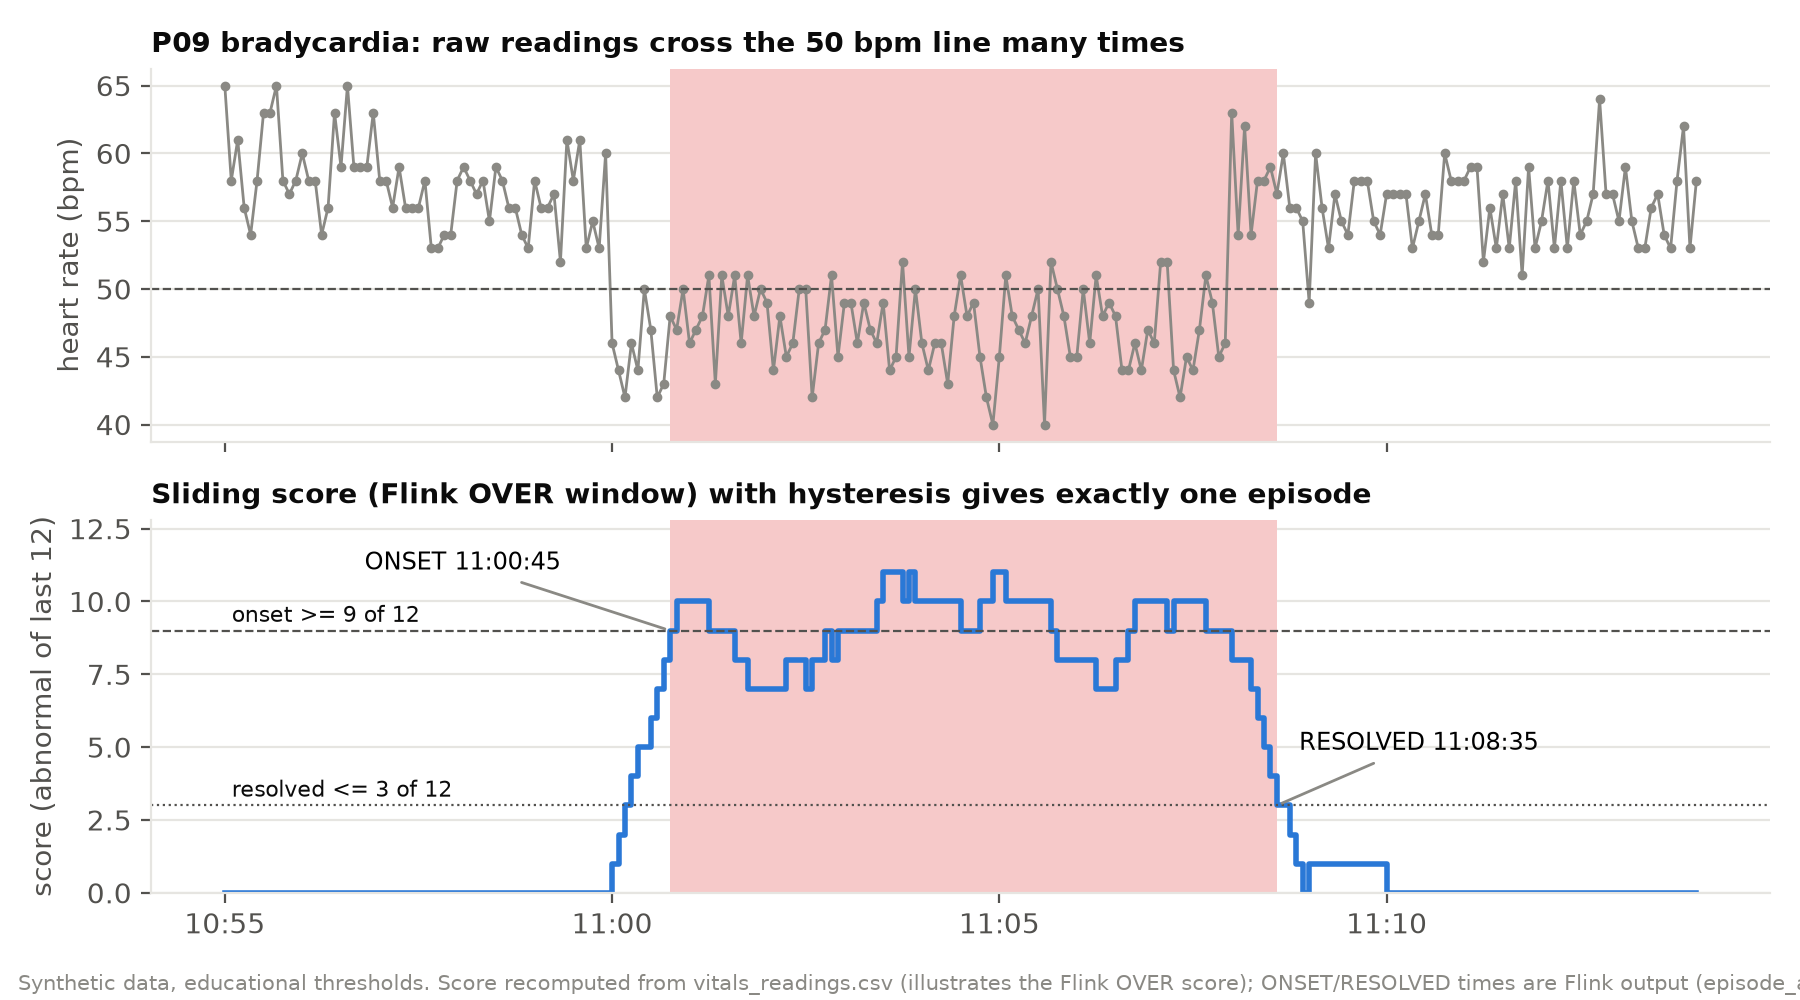 P09 bradycardia: raw readings cross the 50 bpm line many times
heart rate (bpm)
65
60
55
50
45
40
Sliding score (Flink OVER window) with hysteresis gives exactly one episode
score (abnormal of last 12)
12.5
10.0
7.5
5.0
2.5
0.0
ONSET 11:00:45
onset >= 9 of 12
RESOLVED 11:08:35
resolved <= 3 of 12
10:55
11:00
11:05
11:10
Synthetic data, educational thresholds. Score recomputed from vitals_readings.csv (illustrates the Flink OVER score); ONSET/RESOLVED times are Flink output (episode_a